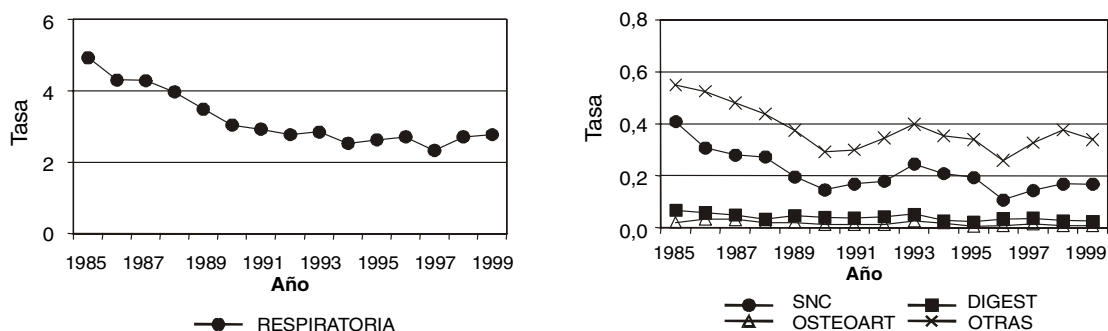 6
4
2
0
Tasa
1985 1987 1989 1991 1993 1995 1997 1999
Año
RESPIRATORIA
0,8
0,6
0,4
0,2
0,0
Tasa
1985 1987 1989 1991 1993 1995 1997 1999
Año
SNC DIGEST
OSTEOART OTRAS